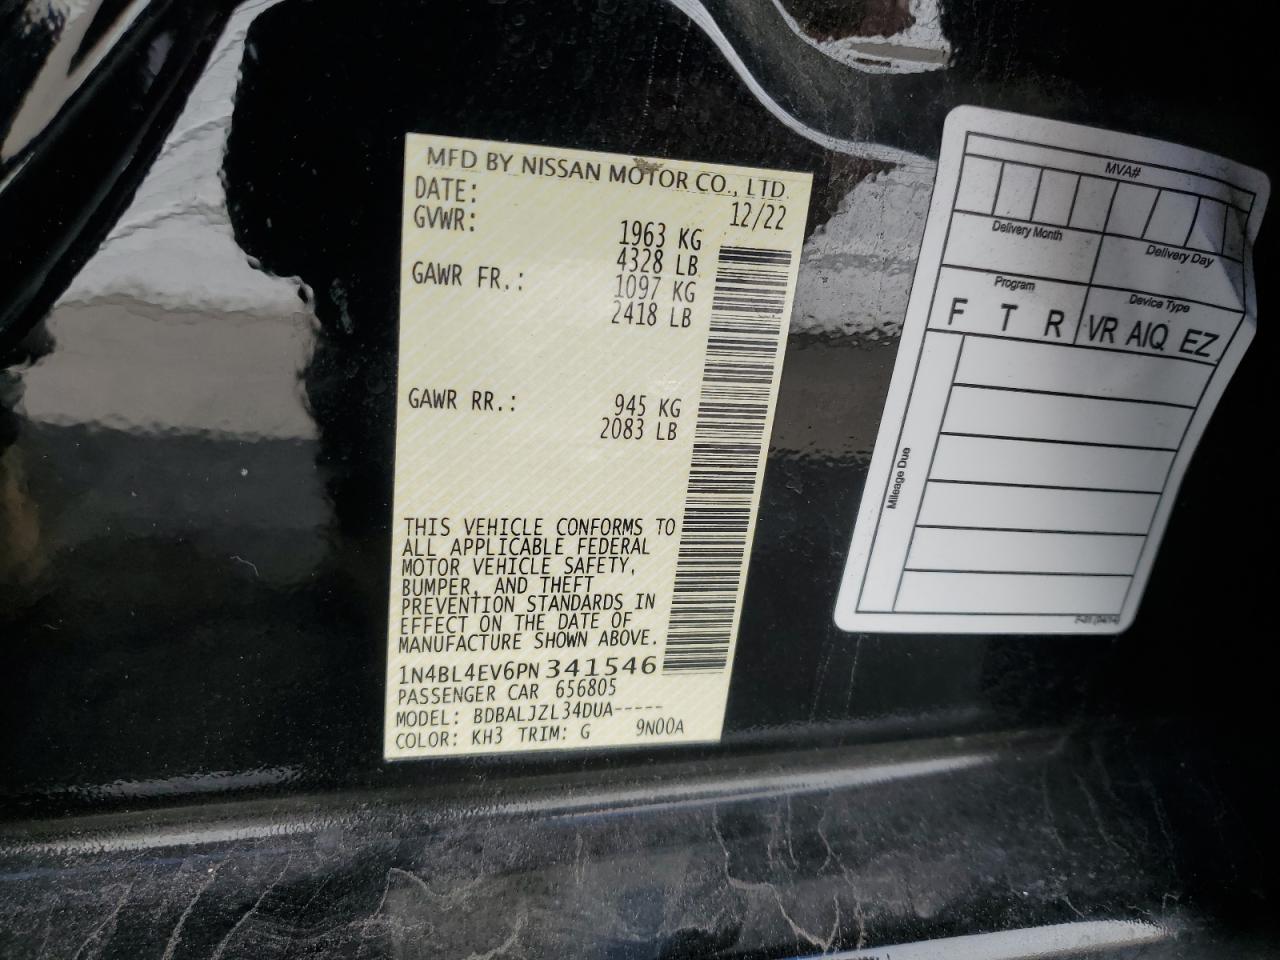 MFD BY NISSAN MOTOR CO., LTD.
DATE: 12/22
GVWR: 1963 KG
4328 LB
GAWR FR.: 1097 KG
2418 LB
GAWR RR.: 945 KG
2083 LB
THIS VEHICLE CONFORMS TO
ALL APPLICABLE FEDERAL
MOTOR VEHICLE SAFETY,
BUMPER, AND THEFT
PREVENTION STANDARDS IN
EFFECT ON THE DATE OF
MANUFACTURE SHOWN ABOVE.
1N4BL4EV6PN341546
PASSENGER CAR 656805
MODEL: BDBALJZL34DUA-----
COLOR: KH3 TRIM: G 9N00A
MVA#
Delivery Month Delivery Day
Program Device Type
F T R VR AIQ EZ
Mileage Due